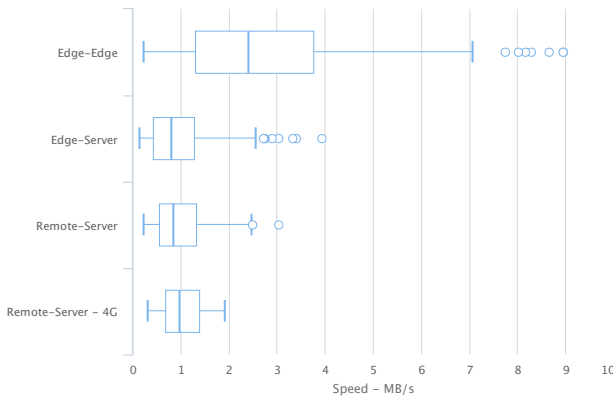 Edge-Edge
Edge-Server
Remote-Server
Remote-Server - 4G
0 1 2 3 4 5 6 7 8 9 10
Speed - MB/s